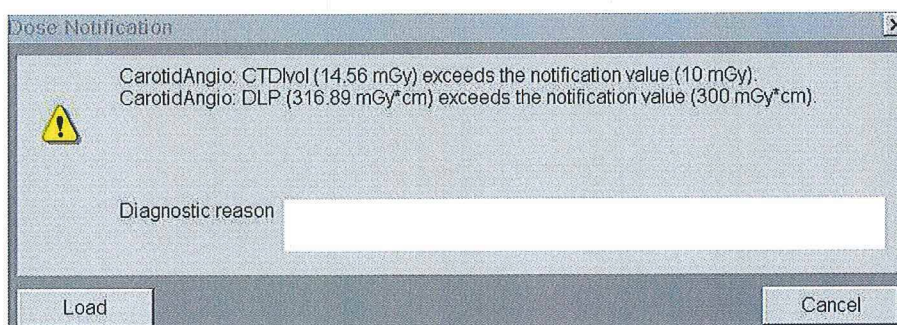 Dose Notification
CarotidAngio: CTDIvol (14.56 mGy) exceeds the notification value (10 mGy).
CarotidAngio: DLP (316.89 mGy*cm) exceeds the notification value (300 mGy*cm).
Diagnostic reason
Load
Cancel